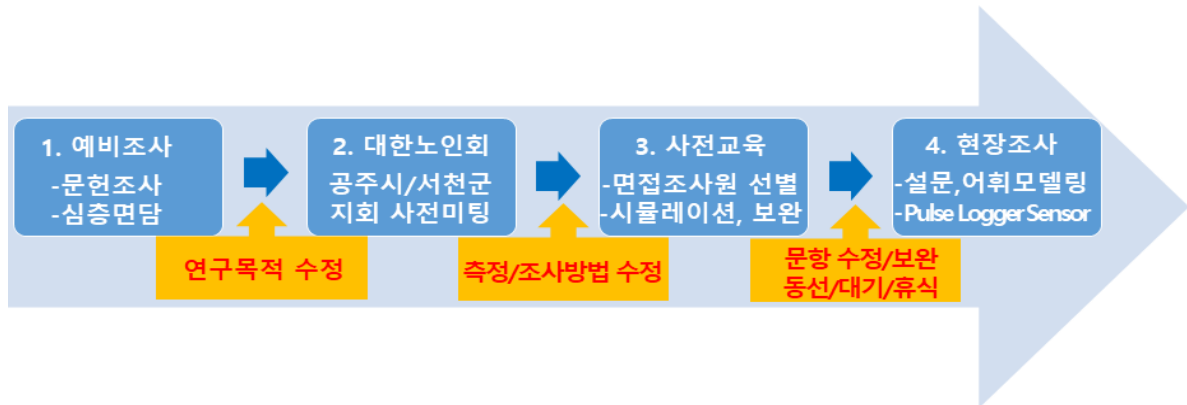 1. 예비조사
-문헌조사
-심층면담
2. 대한노인회
공주시/서천군
지회 사전미팅
3. 사전교육
-면접조사원 선별
-시뮬레이션, 보완
4. 현장조사
-설문,어휘모델링
-Pulse Logger Sensor
연구목적 수정
측정/조사방법 수정
문항 수정/보완
동선/대기/휴식